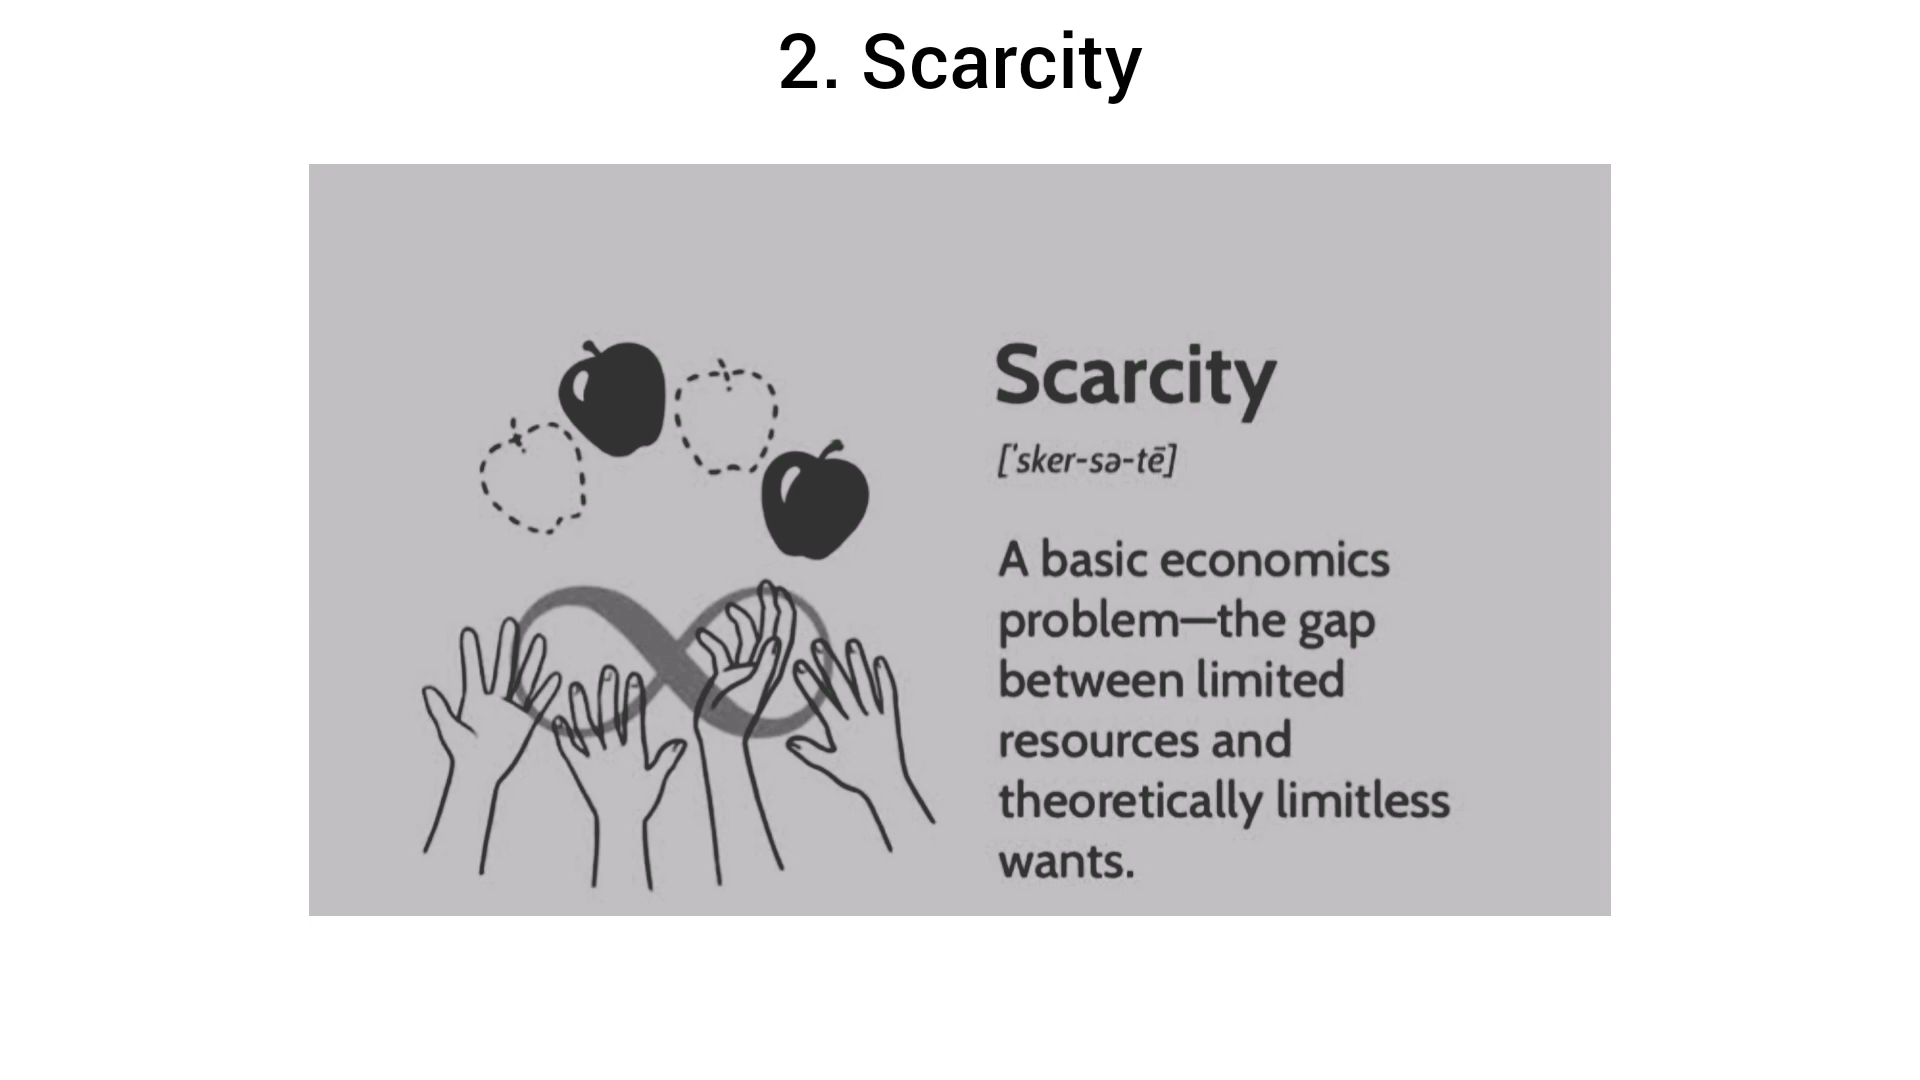 2. Scarcity
Scarcity
['sker-sə-tē]
A basic economics
problem—the gap
between limited
resources and
theoretically limitless
wants.